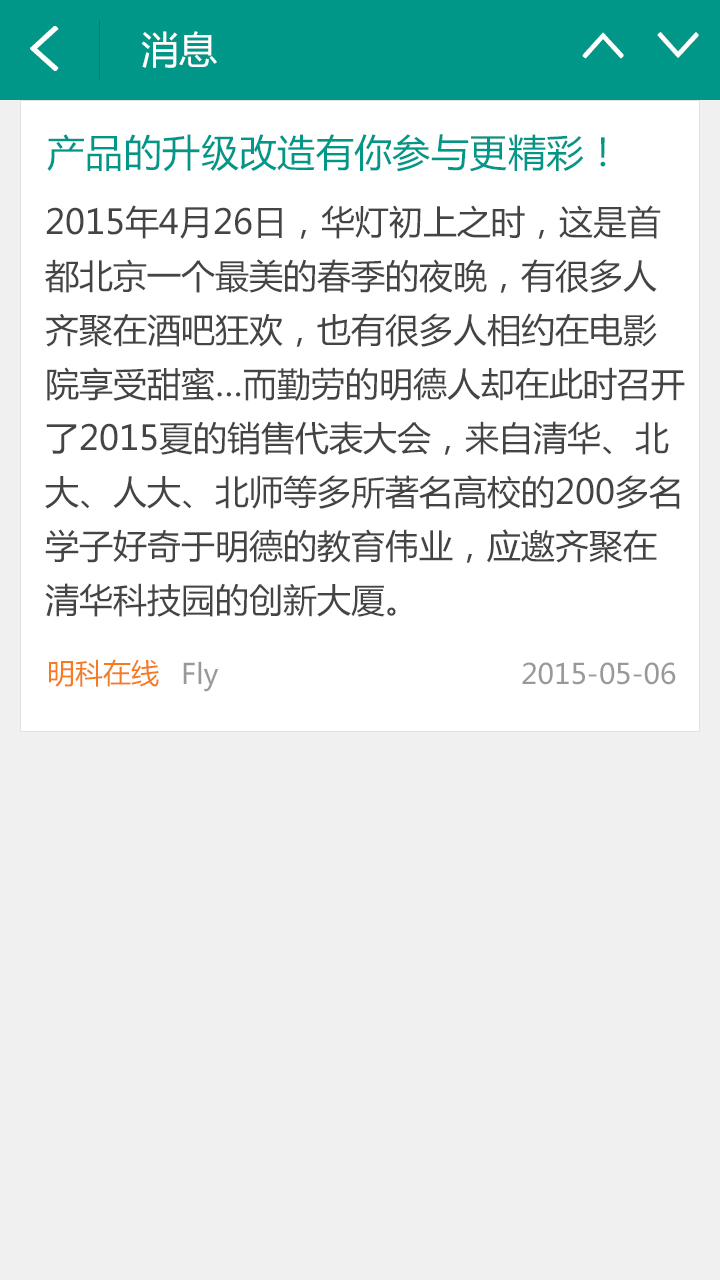 消息
产品的升级改造有你参与更精彩！
2015年4月26日，华灯初上之时，这是首
都北京一个最美的春季的夜晚，有很多人
齐聚在酒吧狂欢，也有很多人相约在电影
院享受甜蜜...而勤劳的明德人却在此时召开
了2015夏的销售代表大会，来自清华、北
大、人大、北师等多所著名高校的200多名
学子好奇于明德的教育伟业，应邀齐聚在
清华科技园的创新大厦。
明科在线 Fly 2015-05-06